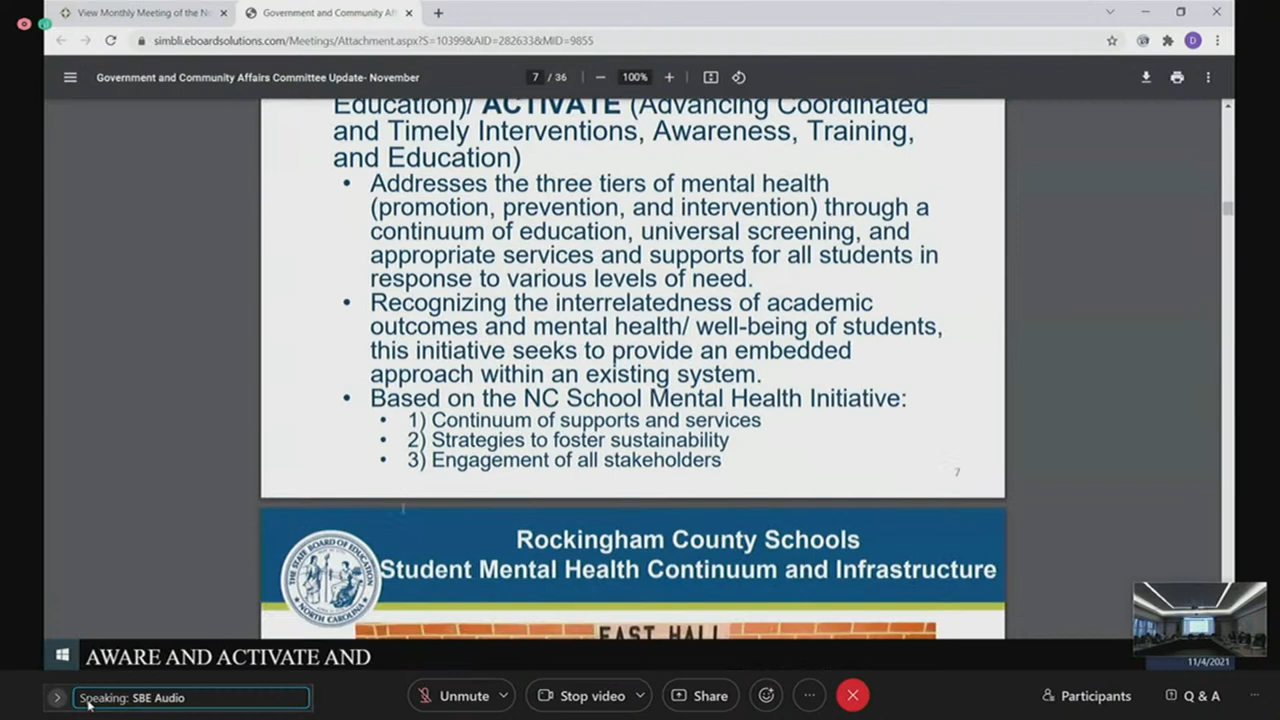 View Monthly Meeting of the N
Government and Community Af
simbli.eboardsolutions.com/Meetings/Attachment.aspx?S=10399&AID=282633&MID=9855
D
Government and Community Affairs Committee Update- November
7 / 36
100%
Education)/ ACTIVATE (Advancing Coordinated
and Timely Interventions, Awareness, Training,
and Education)
• Addresses the three tiers of mental health
(promotion, prevention, and intervention) through a
continuum of education, universal screening, and
appropriate services and supports for all students in
response to various levels of need.
• Recognizing the interrelatedness of academic
outcomes and mental health/ well-being of students,
this initiative seeks to provide an embedded
approach within an existing system.
• Based on the NC School Mental Health Initiative:
• 1) Continuum of supports and services
• 2) Strategies to foster sustainability
• 3) Engagement of all stakeholders
7
THE STATE BOARD OF EDUCATION
NORTH CAROLINA
Rockingham County Schools
Student Mental Health Continuum and Infrastructure
EAST HALL
AWARE AND ACTIVATE AND
11/4/2021
Speaking: SBE Audio
Unmute
Stop video
Share
Participants
Q & A